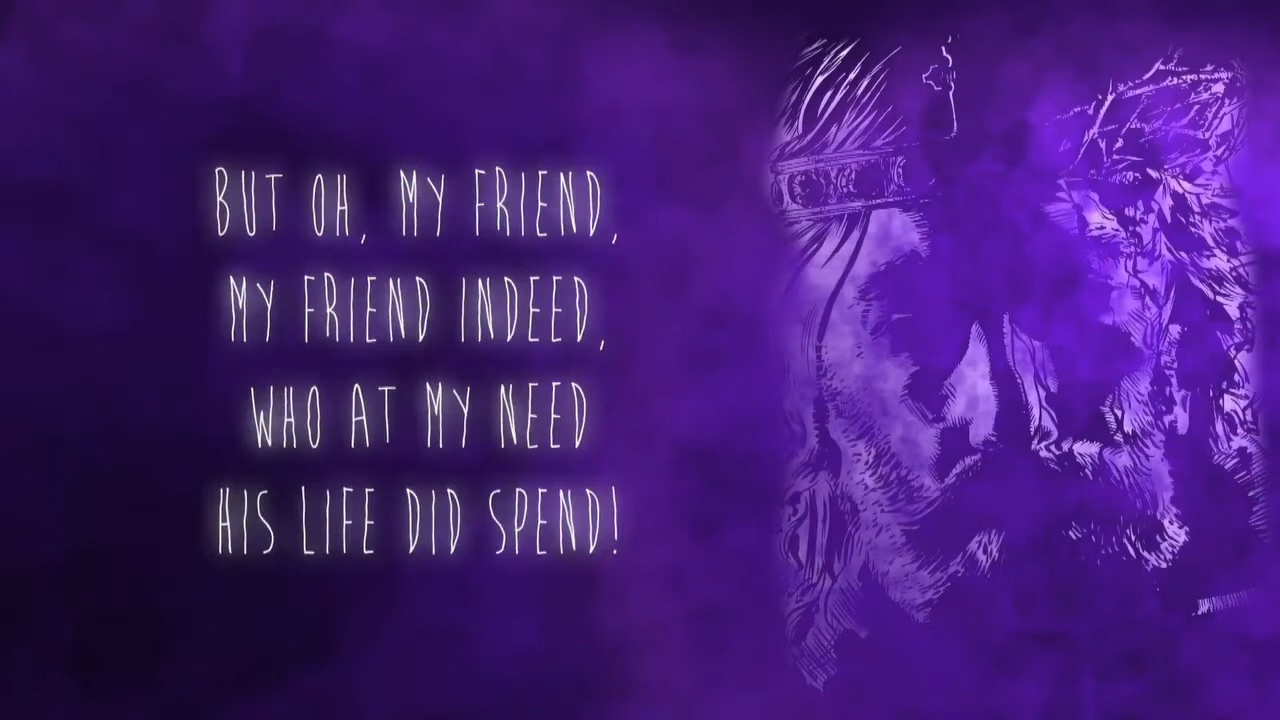 BUT OH, MY FRIEND,
MY FRIEND INDEED,
WHO AT MY NEED
HIS LIFE DID SPEND!